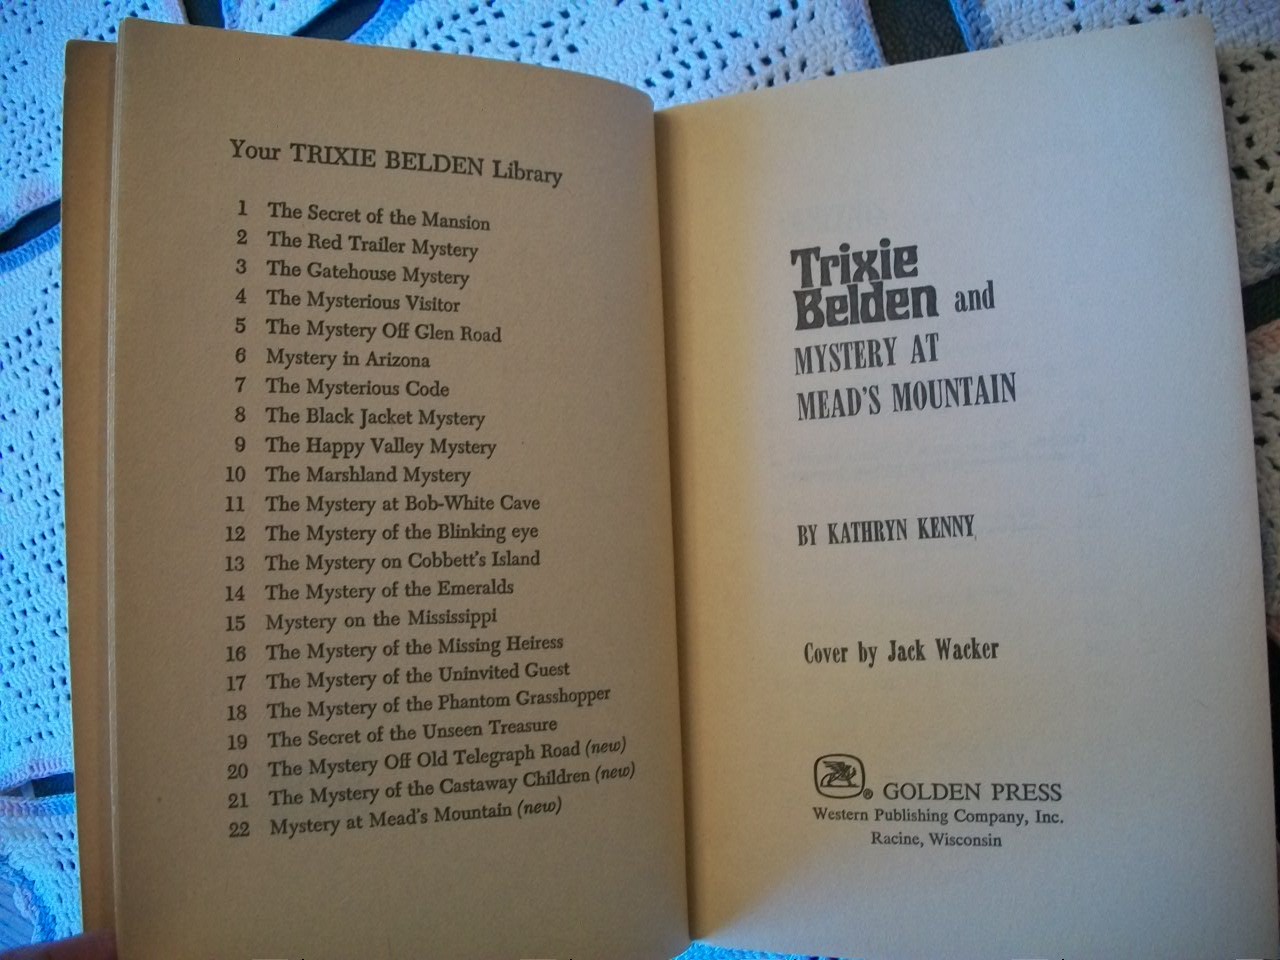 Your TRIXIE BELDEN Library
1 The Secret of the Mansion
2 The Red Trailer Mystery
3 The Gatehouse Mystery
4 The Mysterious Visitor
5 The Mystery Off Glen Road
6 Mystery in Arizona
7 The Mysterious Code
8 The Black Jacket Mystery
9 The Happy Valley Mystery
10 The Marshland Mystery
11 The Mystery at Bob-White Cave
12 The Mystery of the Blinking eye
13 The Mystery on Cobbett's Island
14 The Mystery of the Emeralds
15 Mystery on the Mississippi
16 The Mystery of the Missing Heiress
17 The Mystery of the Uninvited Guest
18 The Mystery of the Phantom Grasshopper
19 The Secret of the Unseen Treasure
20 The Mystery Off Old Telegraph Road (new)
21 The Mystery of the Castaway Children (new)
22 Mystery at Mead's Mountain (new)
Trixie
Belden and
MYSTERY AT
MEAD'S MOUNTAIN
BY KATHRYN KENNY
Cover by Jack Wacker
® GOLDEN PRESS
Western Publishing Company, Inc.
Racine, Wisconsin